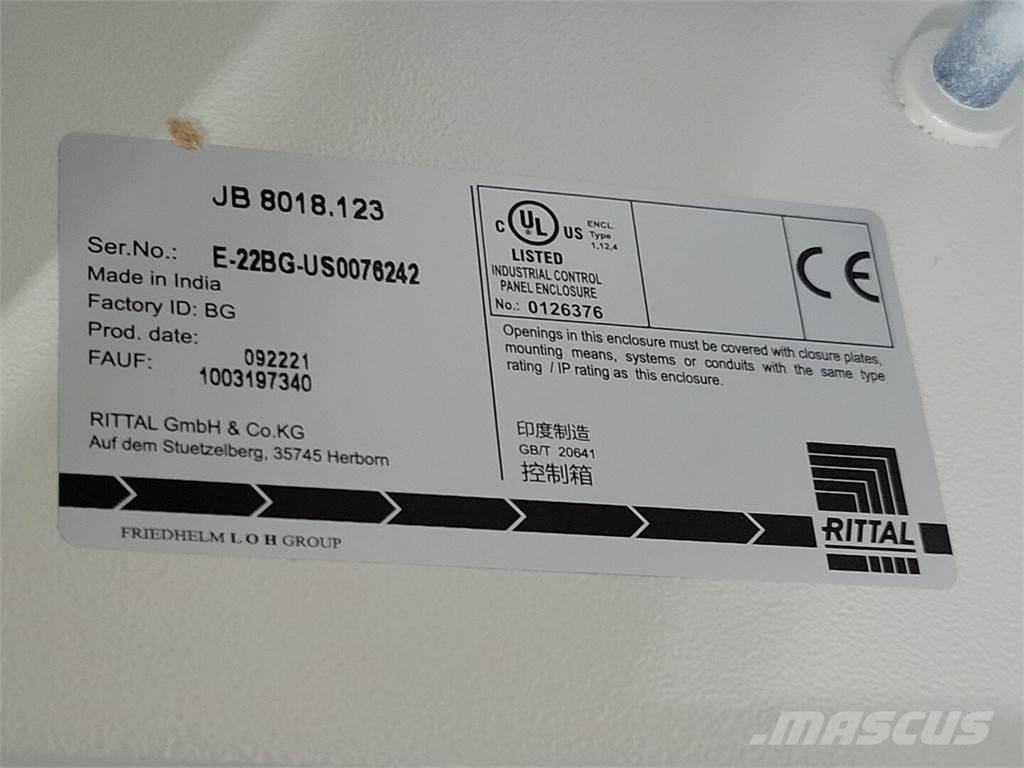 JB 8018.123
Ser.No.: E-22BG-US0076242
Made in India
Factory ID: BG
Prod. date: 092221
FAUF: 1003197340
RITTAL GmbH & Co.KG
Auf dem Stuetzelberg, 35745 Herborn
C UL US ENCL. Type 1,12,4
LISTED
INDUSTRIAL CONTROL
PANEL ENCLOSURE
No.: 0126376
CE
Openings in this enclosure must be covered with closure plates,
mounting means, systems or conduits with the same type
rating / IP rating as this enclosure.
印度制造
GB/T 20641
控制箱
RITTAL
FRIEDHELM LOH GROUP
MASCUS